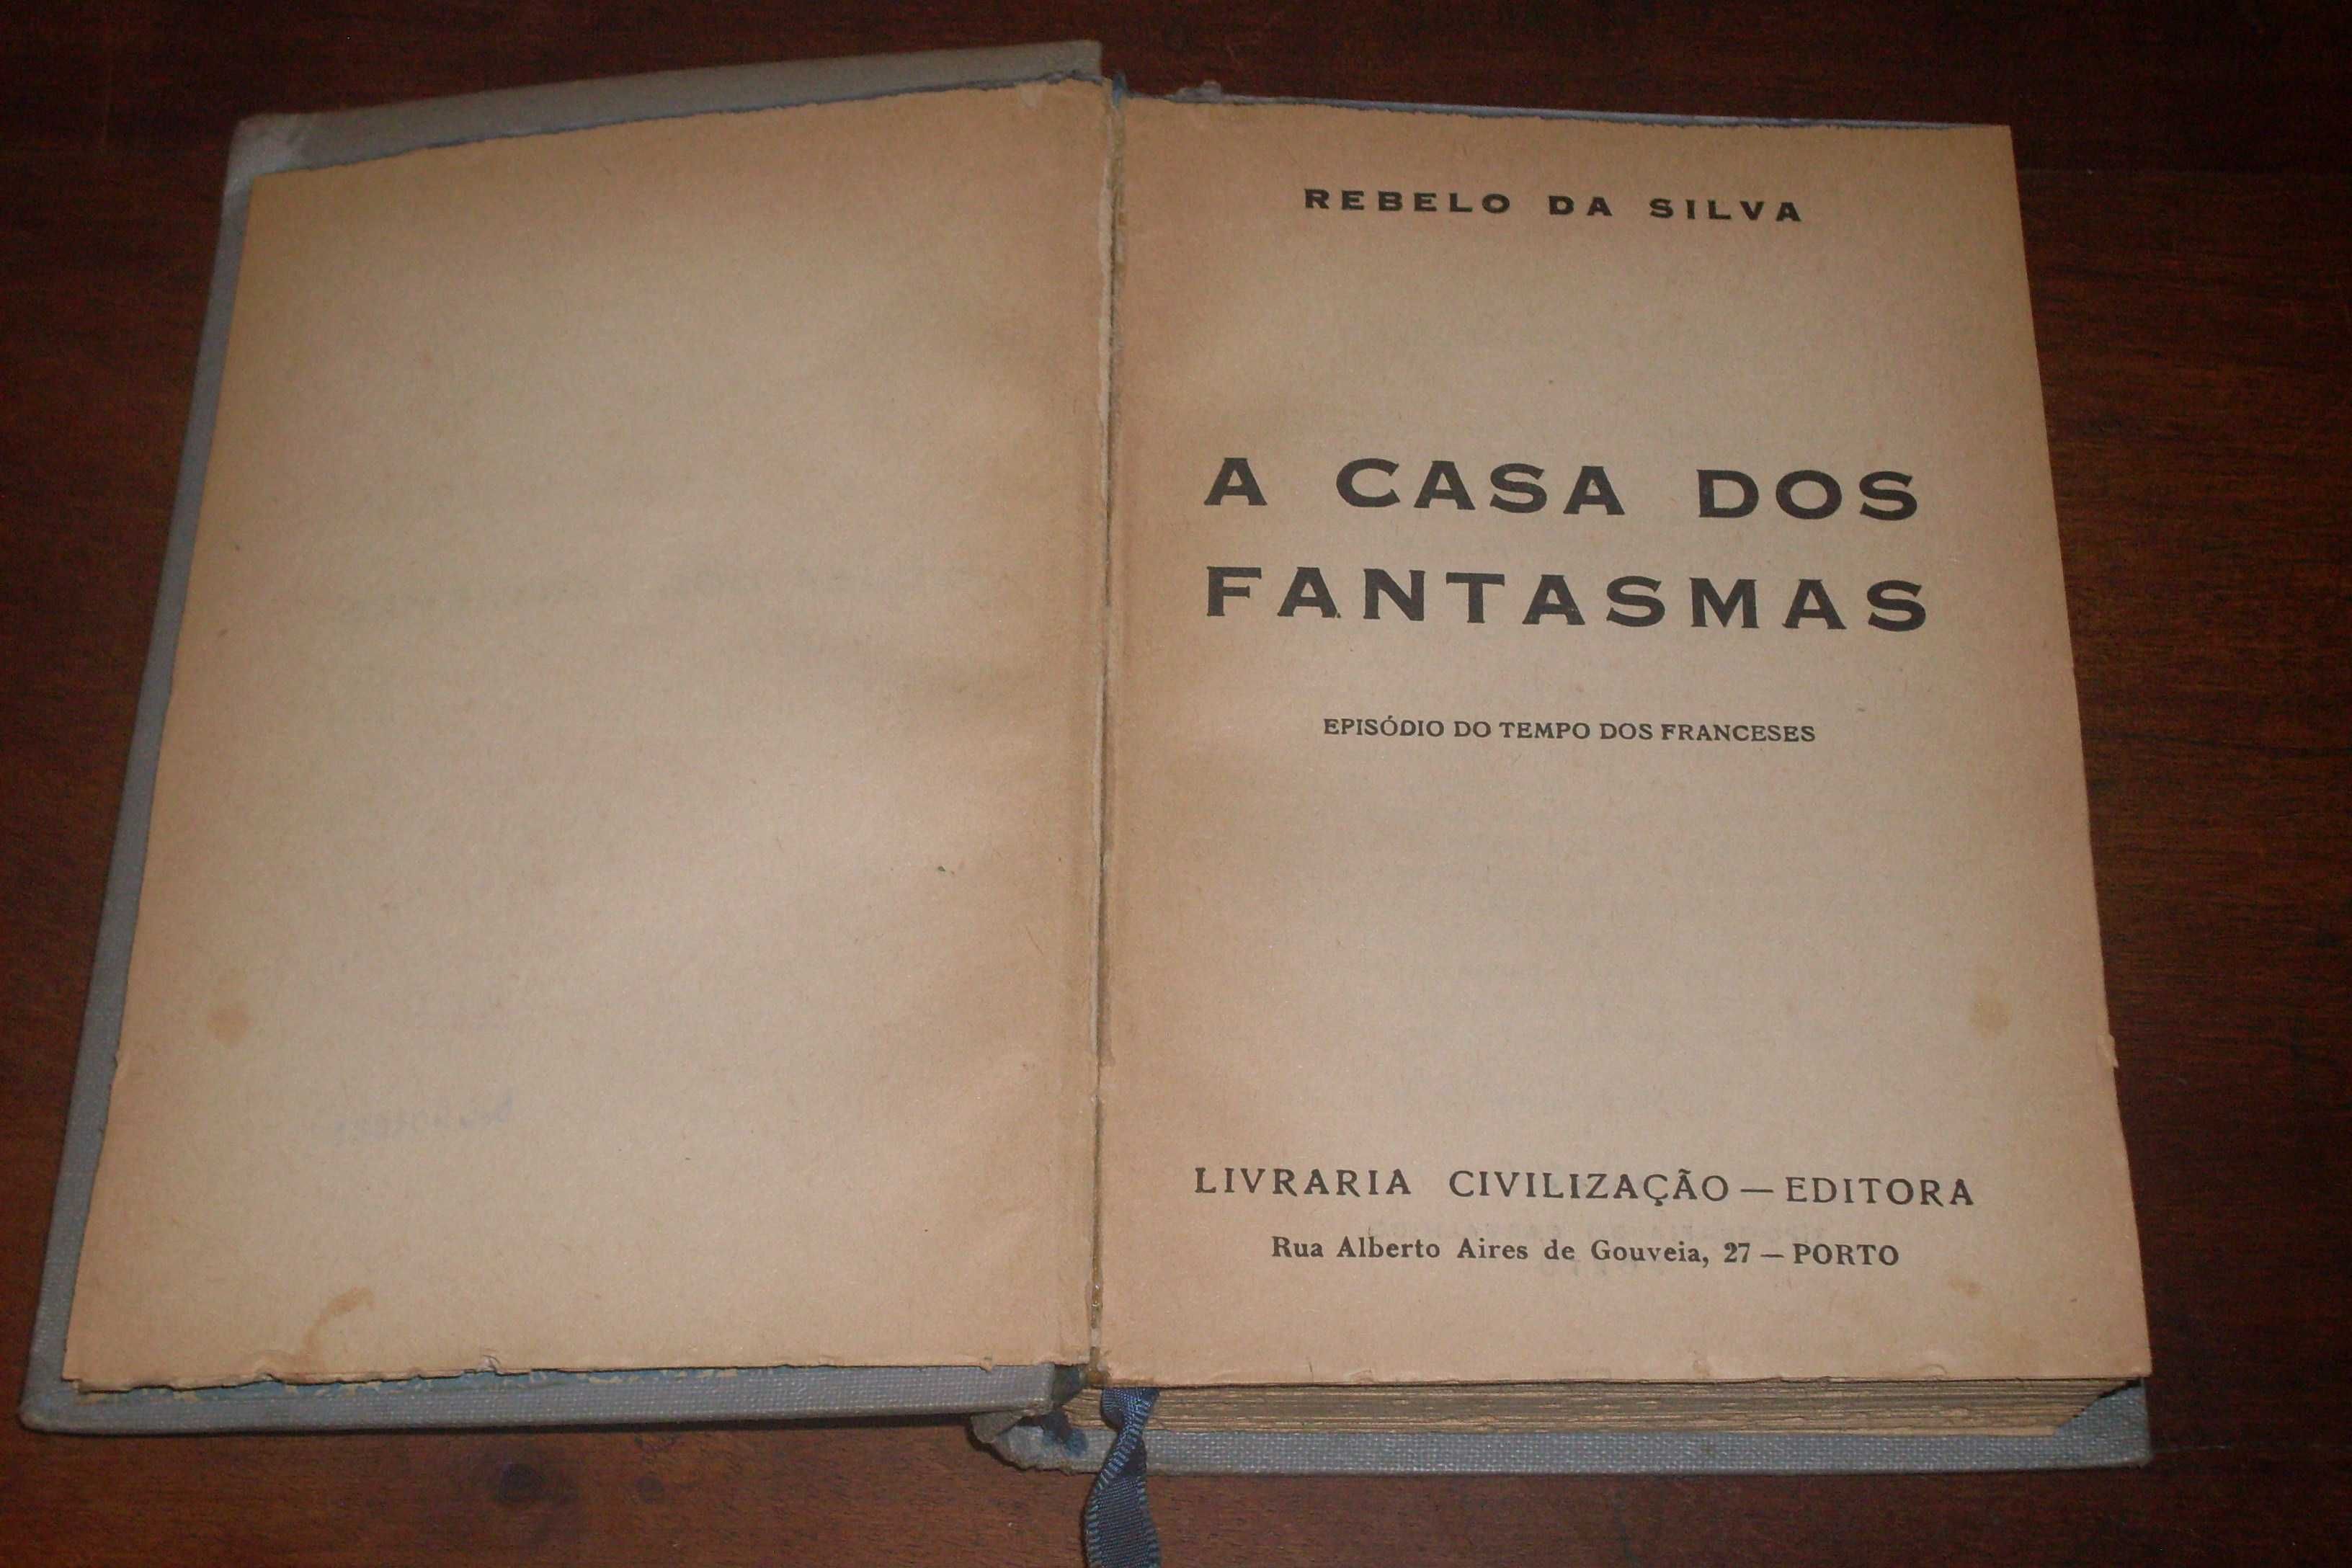 REBELO DA SILVA
A CASA DOS
FANTASMAS
EPISÓDIO DO TEMPO DOS FRANCESES
LIVRARIA CIVILIZAÇÃO — EDITORA
Rua Alberto Aires de Gouveia, 27 — PORTO